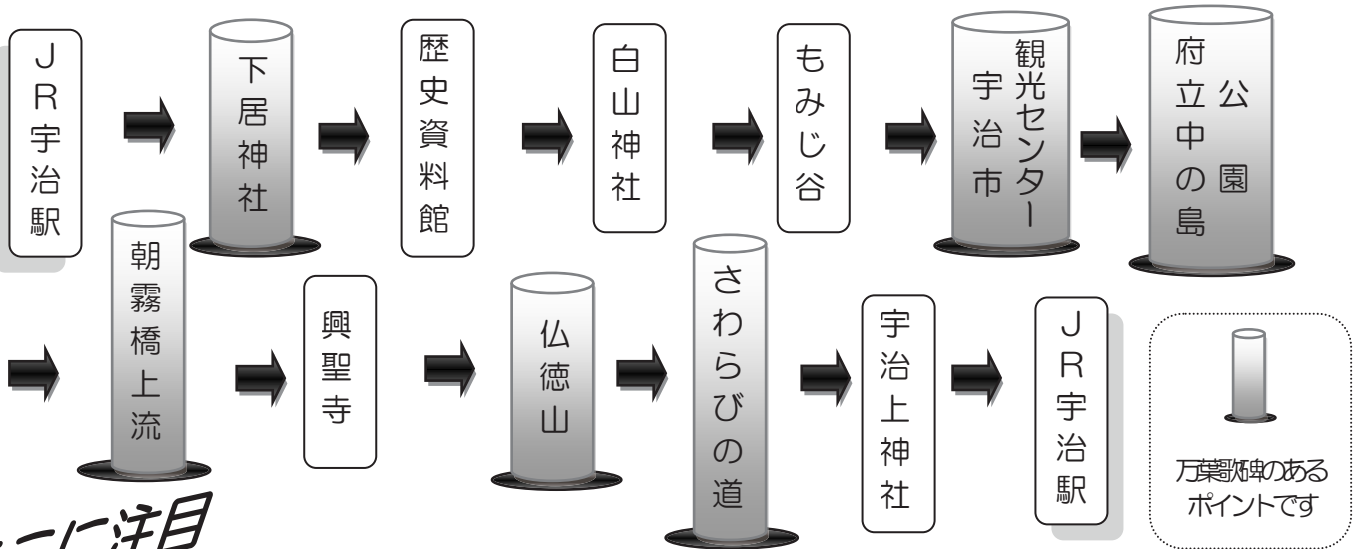 JR宇治駅
下居神社
歴史資料館
白山神社
もみじ谷
宇治市
観光センター
府立中の島
公園
朝霧橋上流
興聖寺
仏徳山
さわらびの道
宇治上神社
JR宇治駅
万葉歌碑のある
ポイントです
に注目